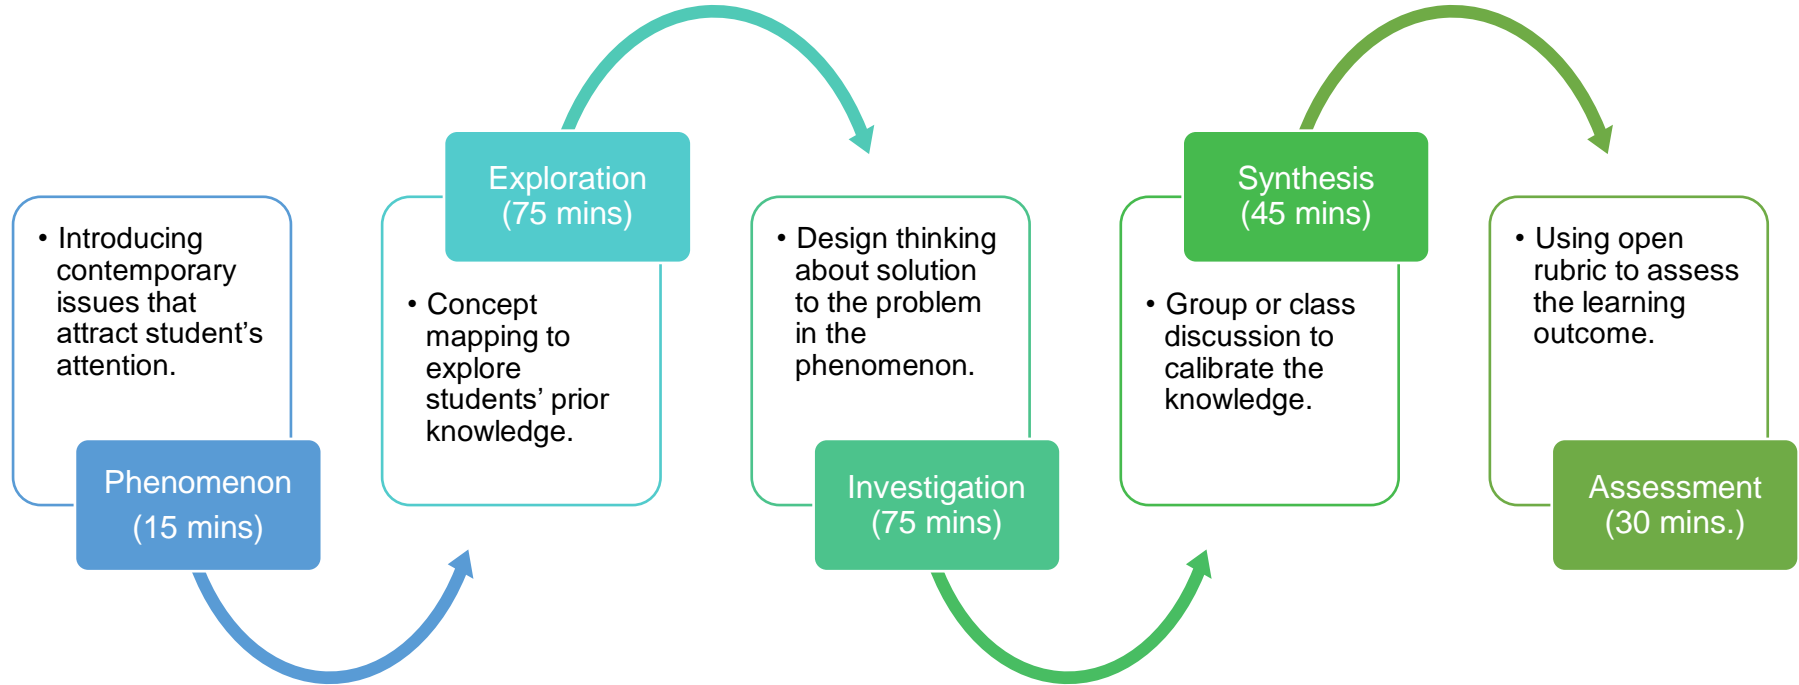 • Introducing
contemporary
issues that
attract student’s
attention.
Phenomenon
(15 mins)
Exploration
(75 mins)
• Concept
mapping to
explore
students’ prior
knowledge.
• Design thinking
about solution
to the problem
in the
phenomenon.
Investigation
(75 mins)
Synthesis
(45 mins)
• Group or class
discussion to
calibrate the
knowledge.
• Using open
rubric to assess
the learning
outcome.
Assessment
(30 mins.)